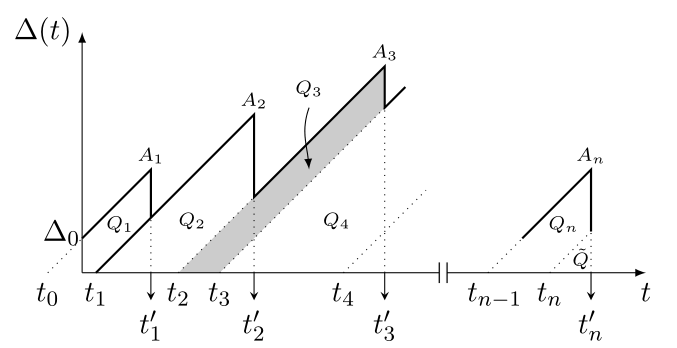 Δ(t)
A₃
A₂
Q₃
A₁
Aₙ
Δ₀
Q₁
Q₂
Q₄
Qₙ
Q̃
t₀ t₁ t₂ t₃ t₄ tₙ₋₁ tₙ t
t′₁ t′₂ t′₃ t′ₙ